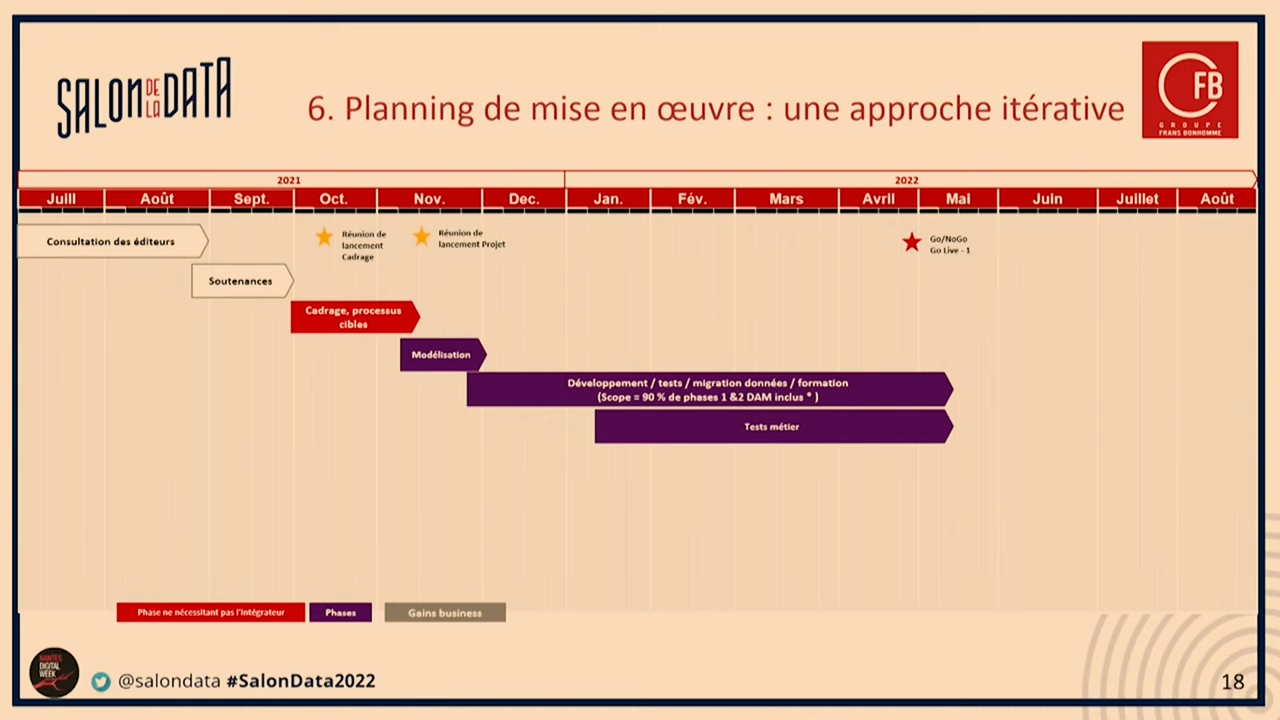 SALON DE LA DATA
6. Planning de mise en œuvre : une approche itérative
FB
GROUPE
FRANS BONHOMME
2021
2022
Juill
Août
Sept.
Oct.
Nov.
Dec.
Jan.
Fév.
Mars
Avril
Mai
Juin
Juillet
Août
Consultation des éditeurs
Réunion de
lancement
Cadrage
Réunion de
lancement Projet
Go/NoGo
Go Live - 1
Soutenances
Cadrage, processus
cibles
Modélisation
Développement / tests / migration données / formation
(Scope = 90 % de phases 1 &2 DAM inclus * )
Tests métier
Phase ne nécessitant pas l'intégrateur
Phases
Gains business
NANTES
DIGITAL
WEEK
@salondata #SalonData2022
18